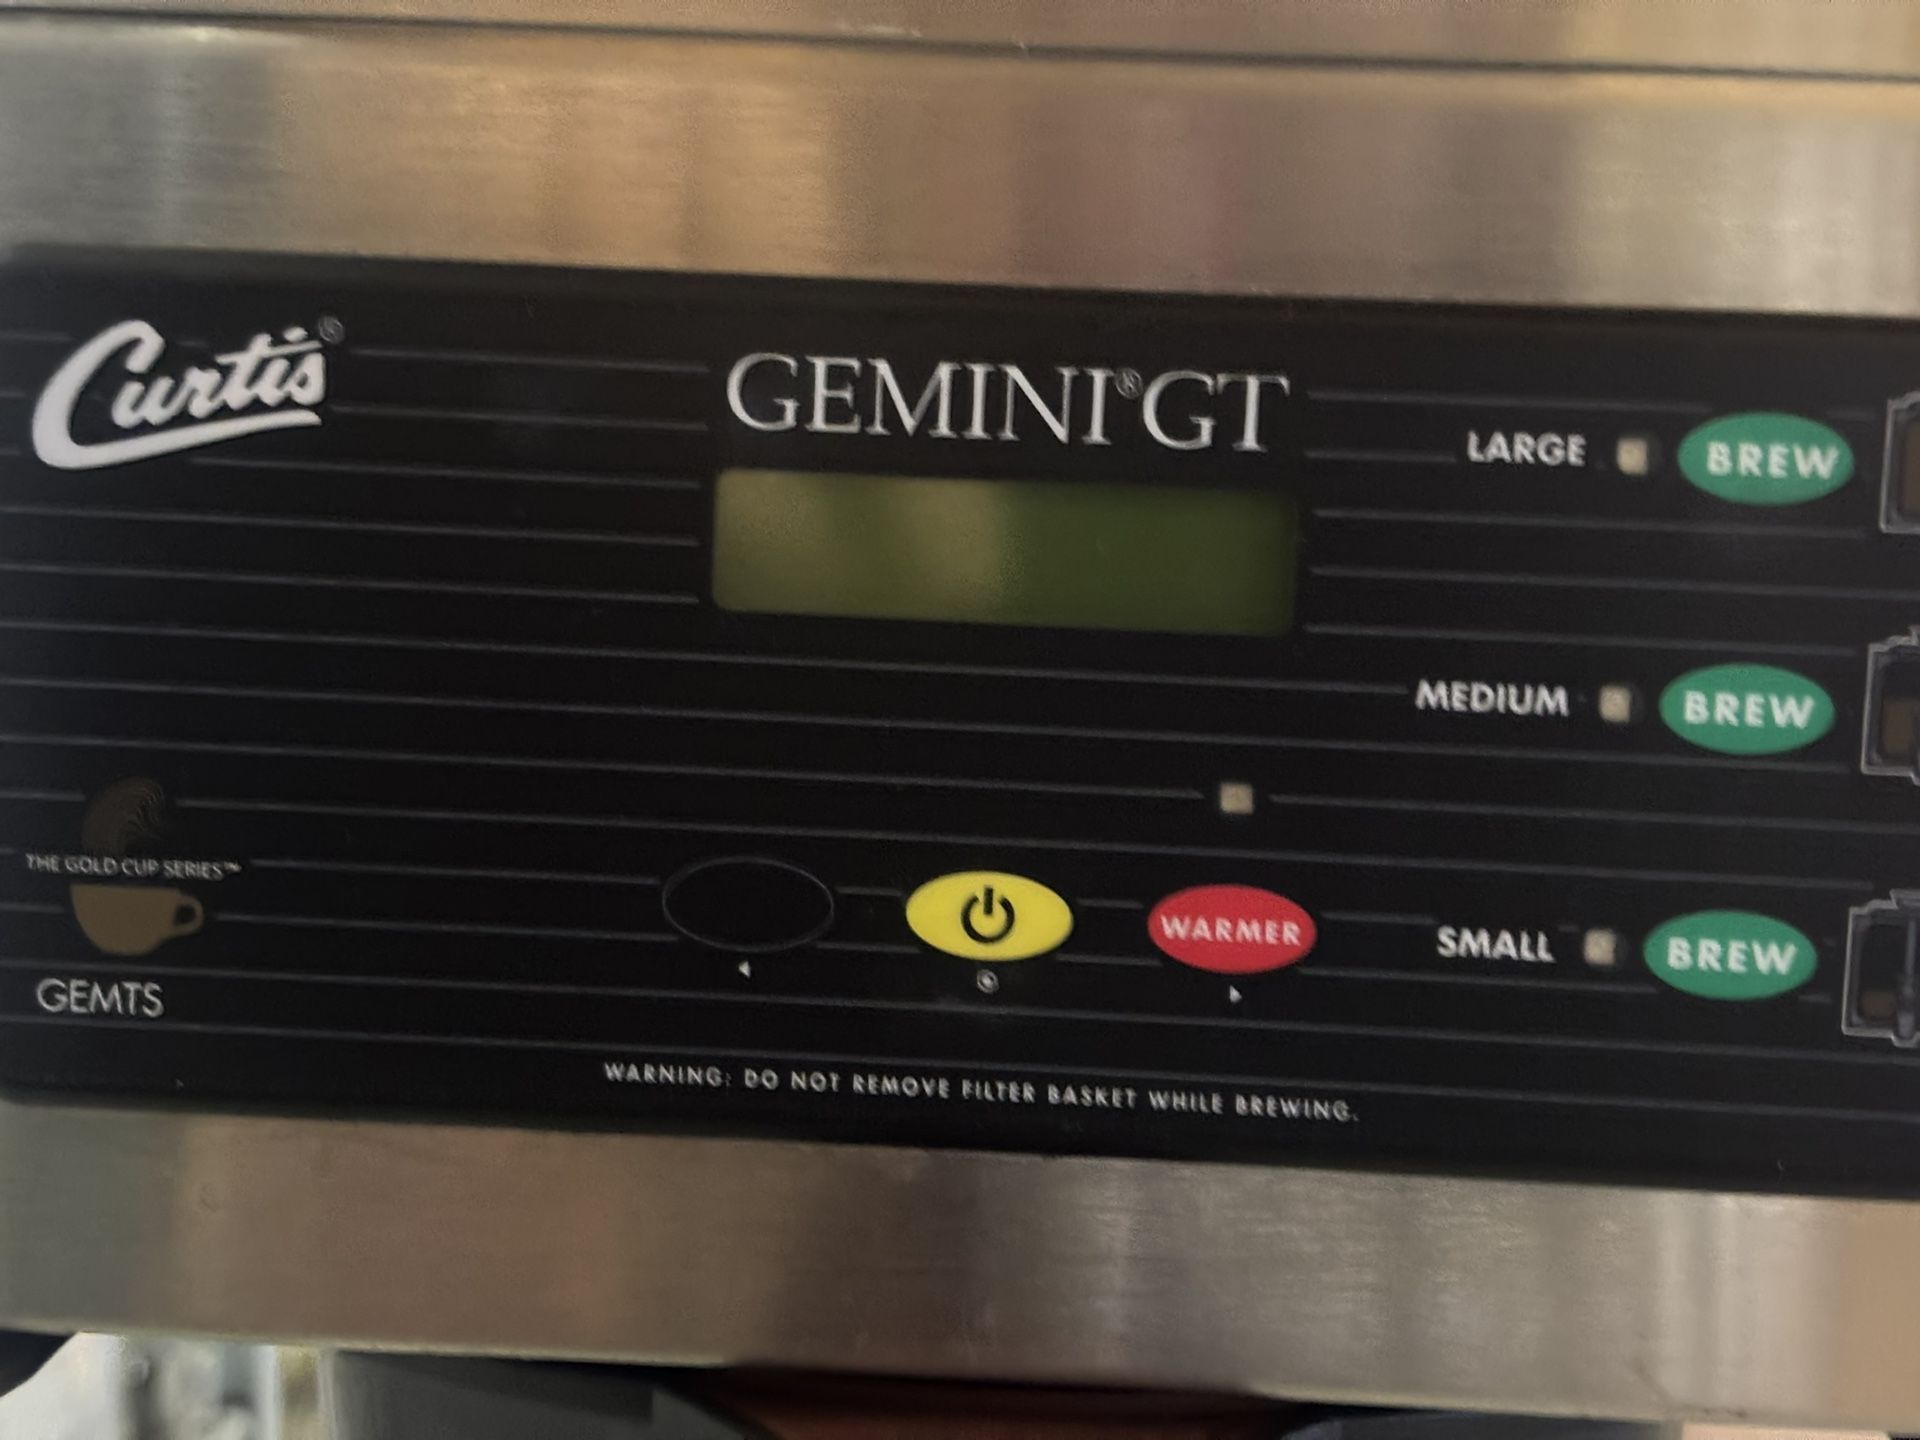 Curtis®
GEMINI® GT
LARGE BREW
MEDIUM BREW
THE GOLD CUP SERIES™
WARMER
SMALL BREW
GEMTS
WARNING: DO NOT REMOVE FILTER BASKET WHILE BREWING.